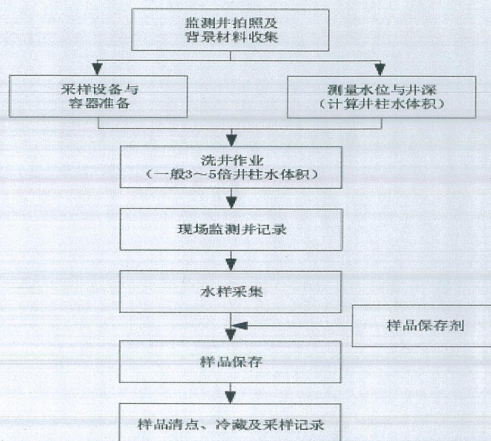 监测井拍照及
背景材料收集
采样设备与
容器准备
测量水位与井深
（计算井柱水体积）
洗井作业
（一般3～5倍井柱水体积）
现场监测并记录
水样采集
样品保存剂
样品保存
样品清点、冷藏及采样记录